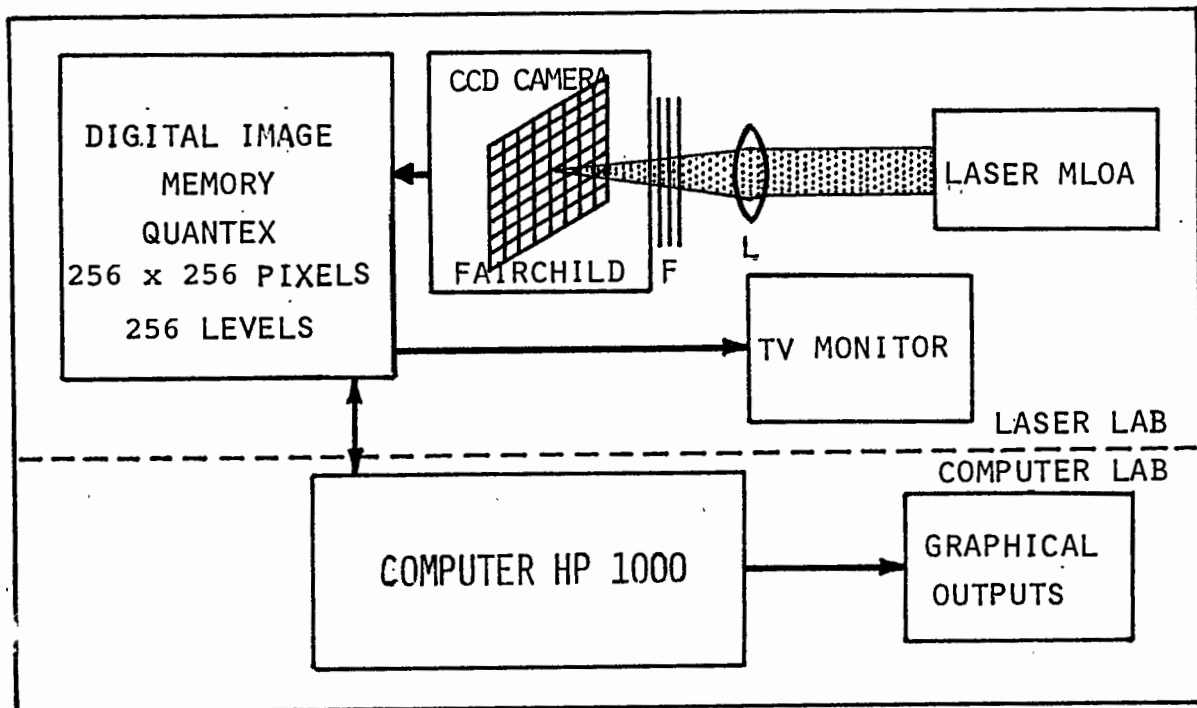 DIGITAL IMAGE
MEMORY
QUANTEX
256 x 256 PIXELS
256 LEVELS
CCD CAMERA
FAIRCHILD
F
L
LASER MLOA
TV MONITOR
LASER LAB
COMPUTER LAB
COMPUTER HP 1000
GRAPHICAL
OUTPUTS